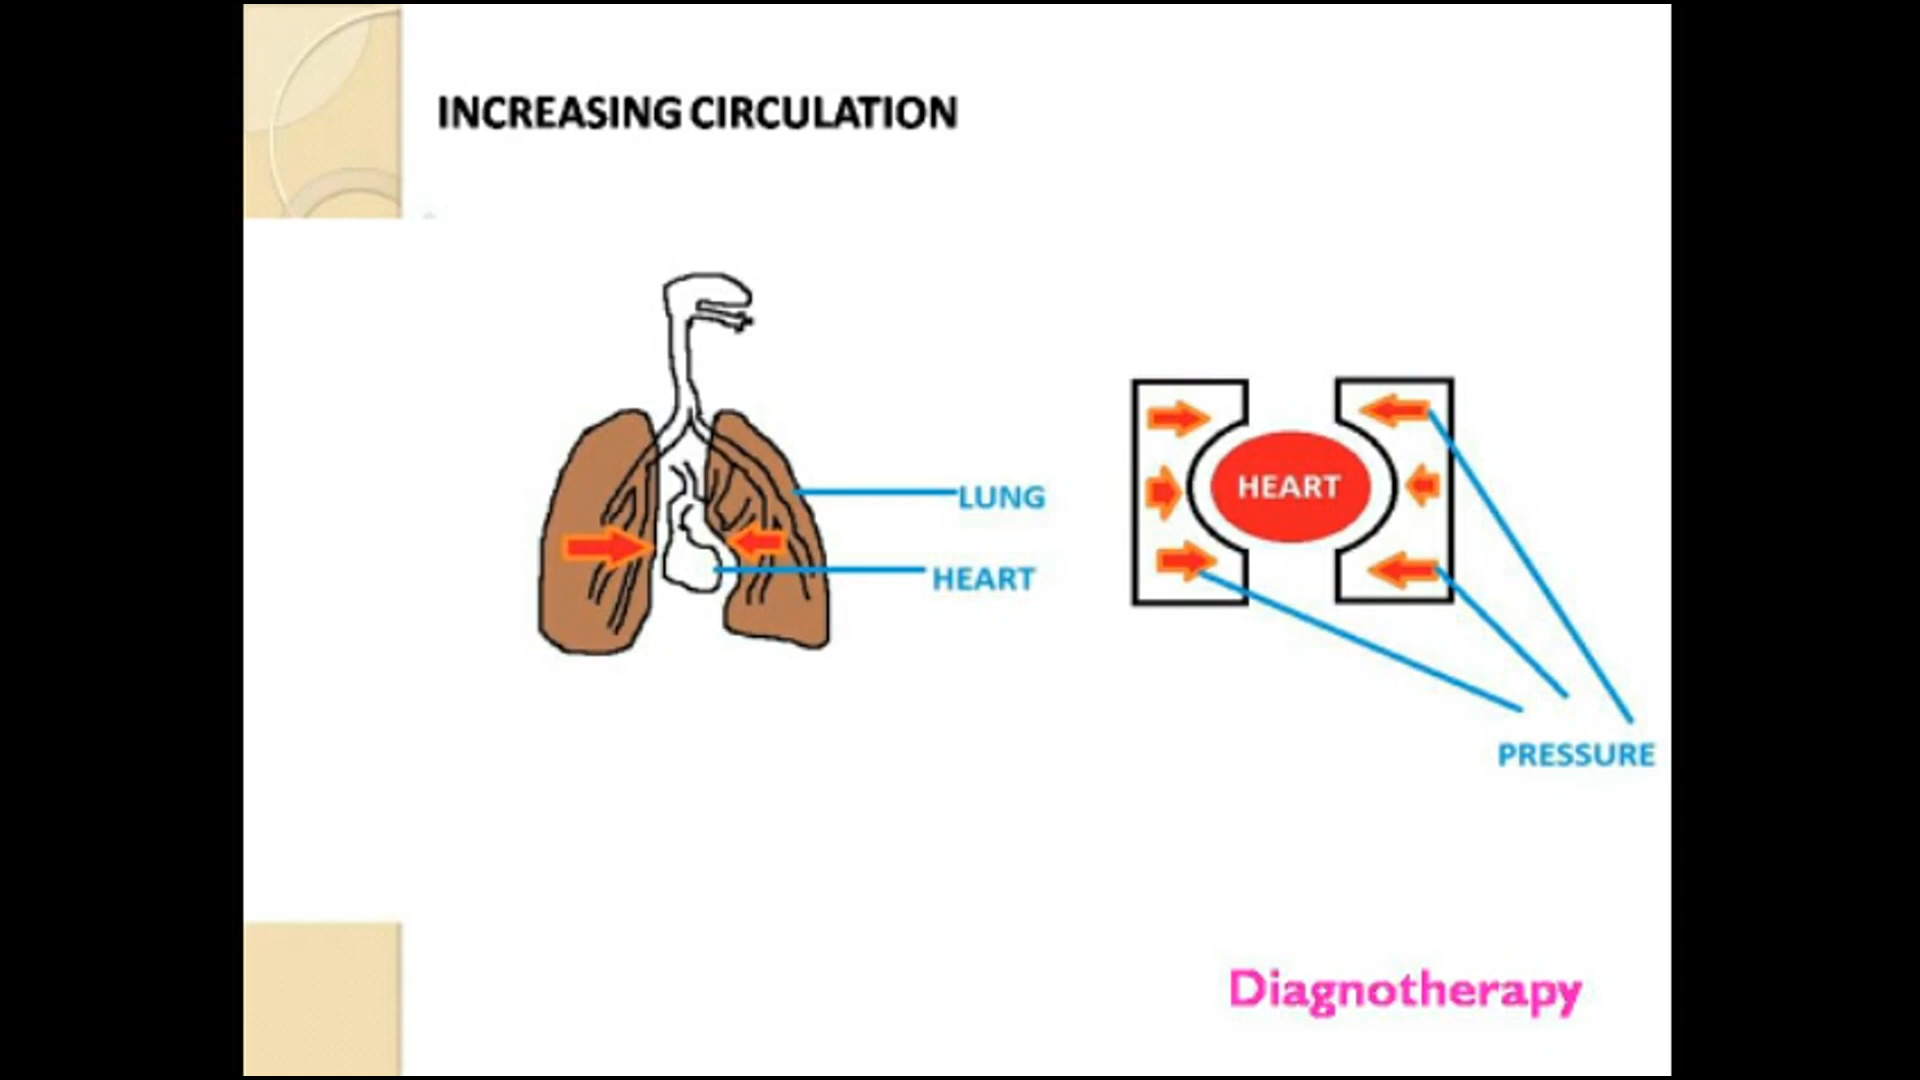 INCREASING CIRCULATION
LUNG
HEART
HEART
PRESSURE
Diagnotherapy